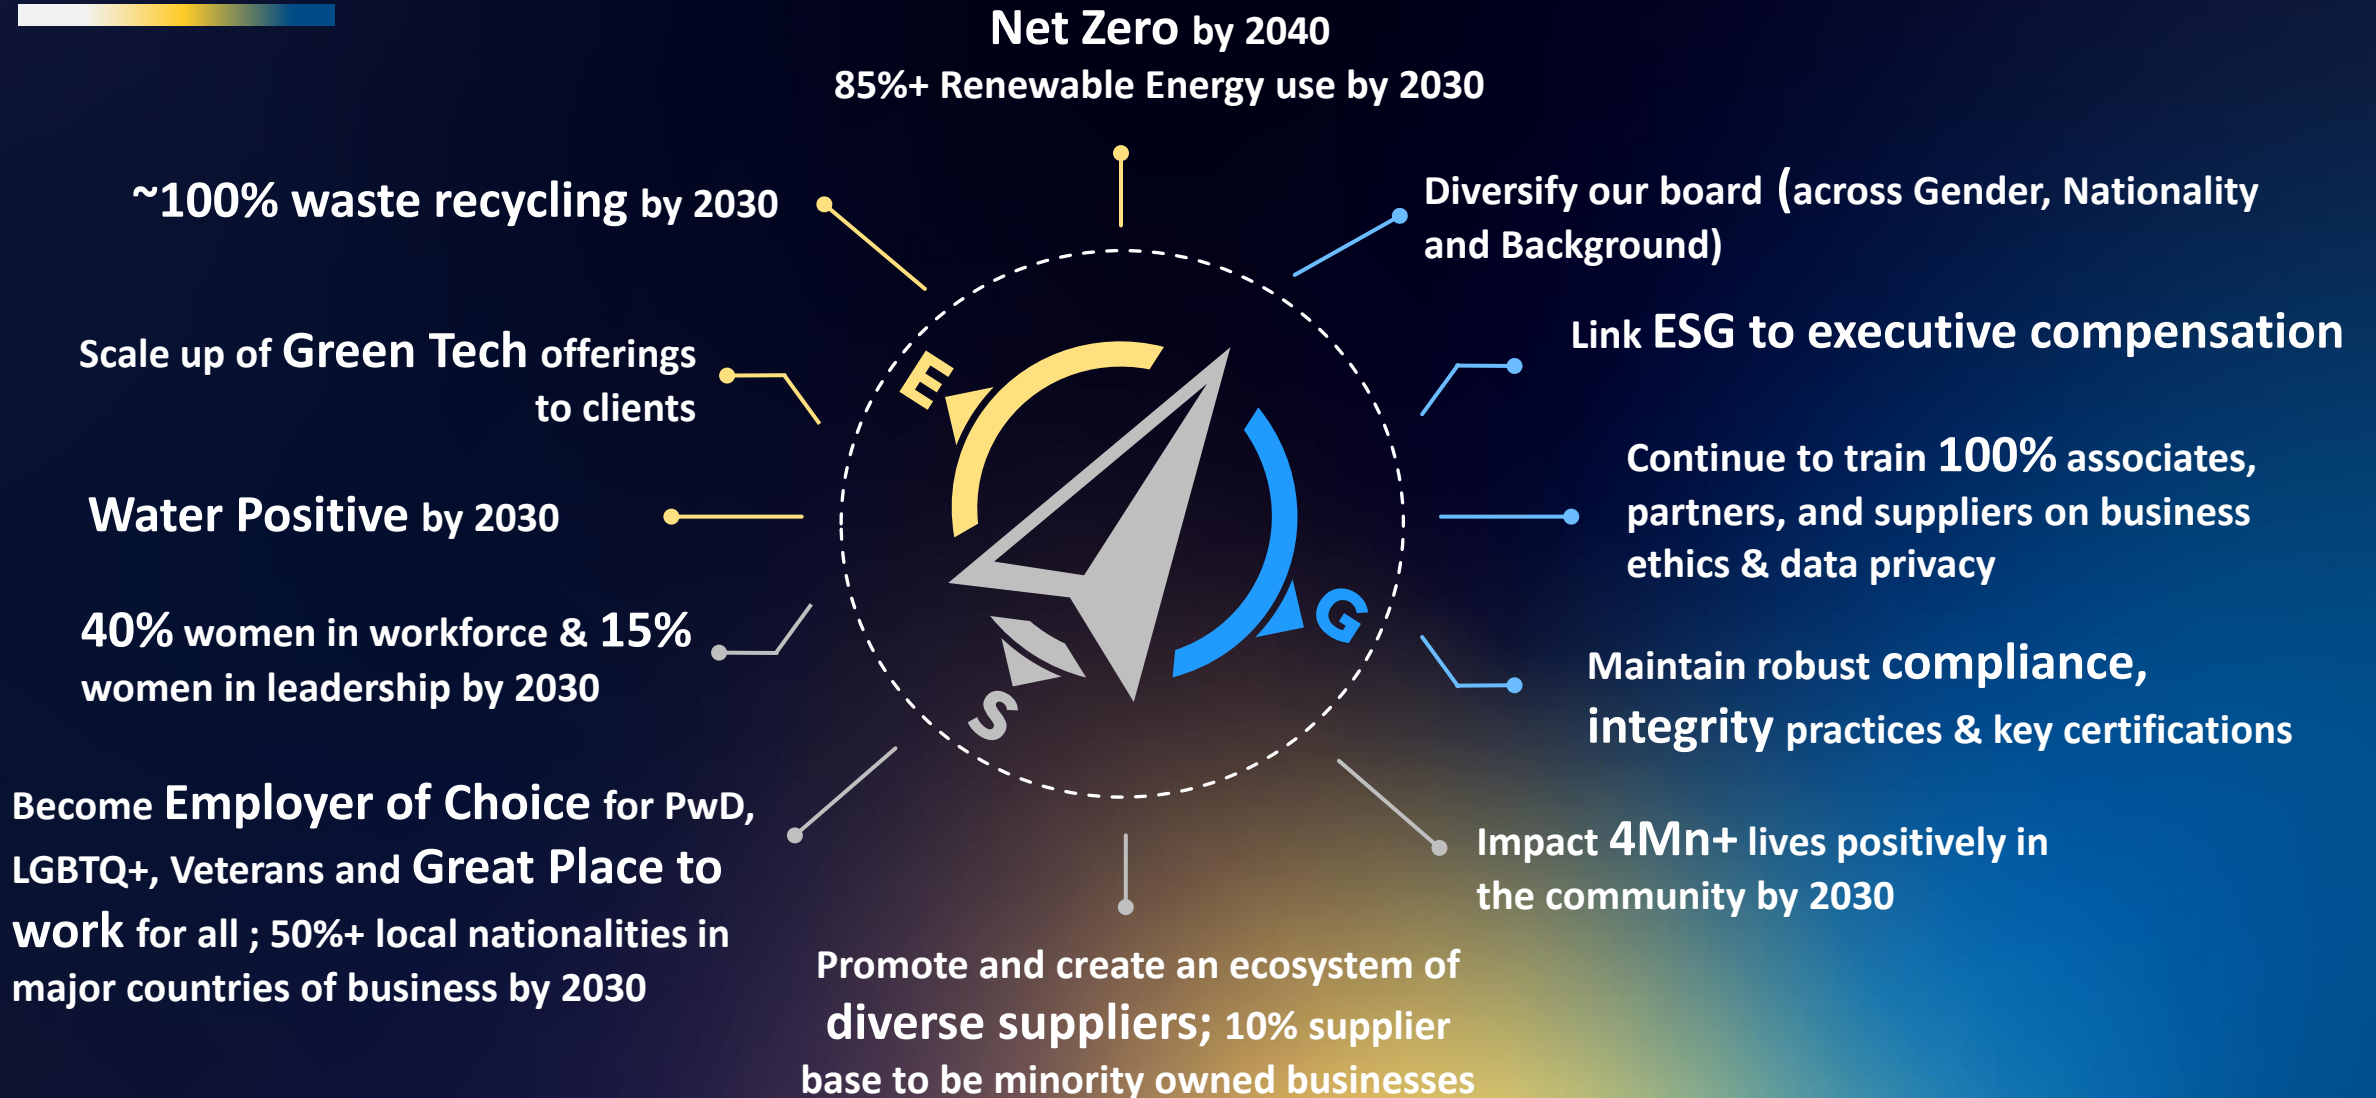 Net Zero by 2040
85%+ Renewable Energy use by 2030
~100% waste recycling by 2030
Scale up of Green Tech offerings
to clients
Water Positive by 2030
40% women in workforce & 15%
women in leadership by 2030
Become Employer of Choice for PwD,
LGBTQ+, Veterans and Great Place to
work for all ; 50%+ local nationalities in
major countries of business by 2030
E
S
G
Diversify our board (across Gender, Nationality
and Background)
Link ESG to executive compensation
Continue to train 100% associates,
partners, and suppliers on business
ethics & data privacy
Maintain robust compliance,
integrity practices & key certifications
Impact 4Mn+ lives positively in
the community by 2030
Promote and create an ecosystem of
diverse suppliers; 10% supplier
base to be minority owned businesses